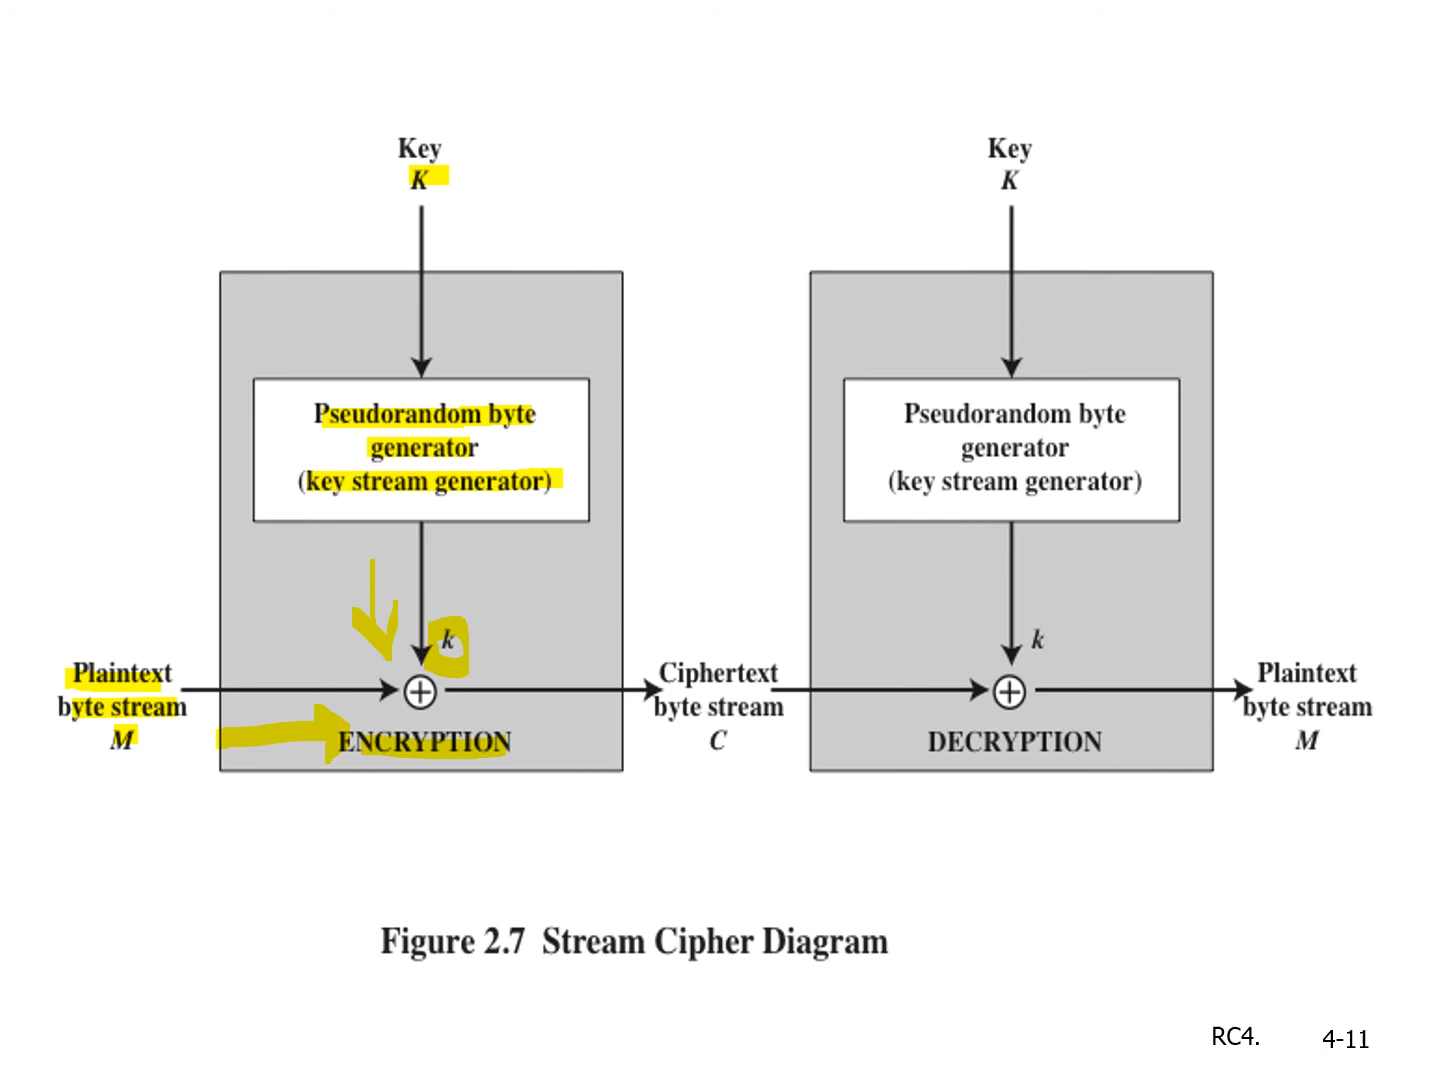 Key
K
Pseudorandom byte
generator
(key stream generator)
k
Plaintext
byte stream
M
ENCRYPTION
Ciphertext
byte stream
C
Key
K
Pseudorandom byte
generator
(key stream generator)
k
DECRYPTION
Plaintext
byte stream
M
Figure 2.7 Stream Cipher Diagram
RC4. 4-11